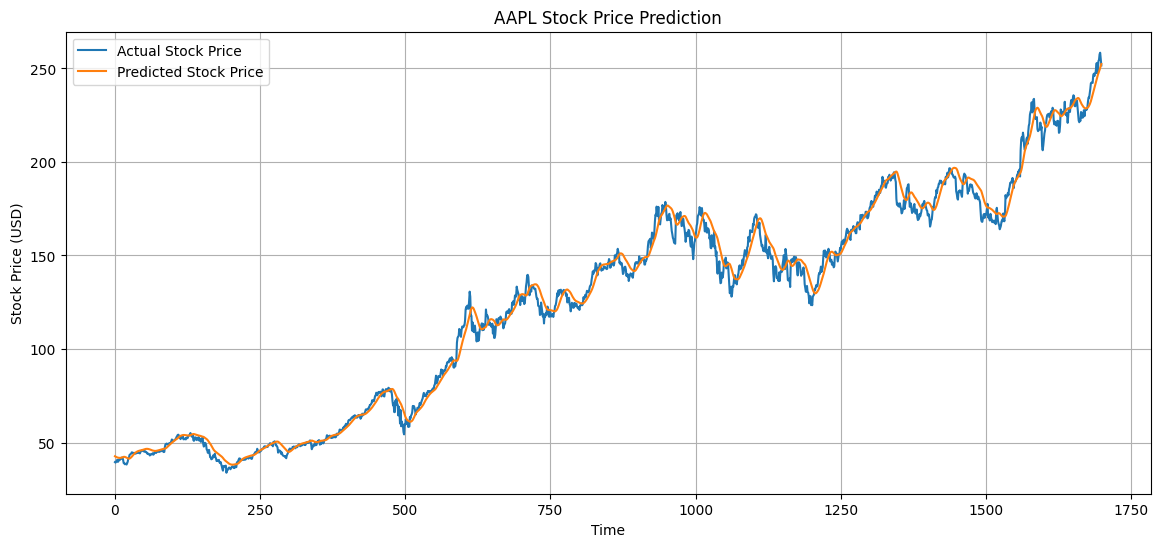 AAPL Stock Price Prediction
Actual Stock Price
Predicted Stock Price
250
200
150
100
50
Stock Price (USD)
0 250 500 750 1000 1250 1500 1750
Time